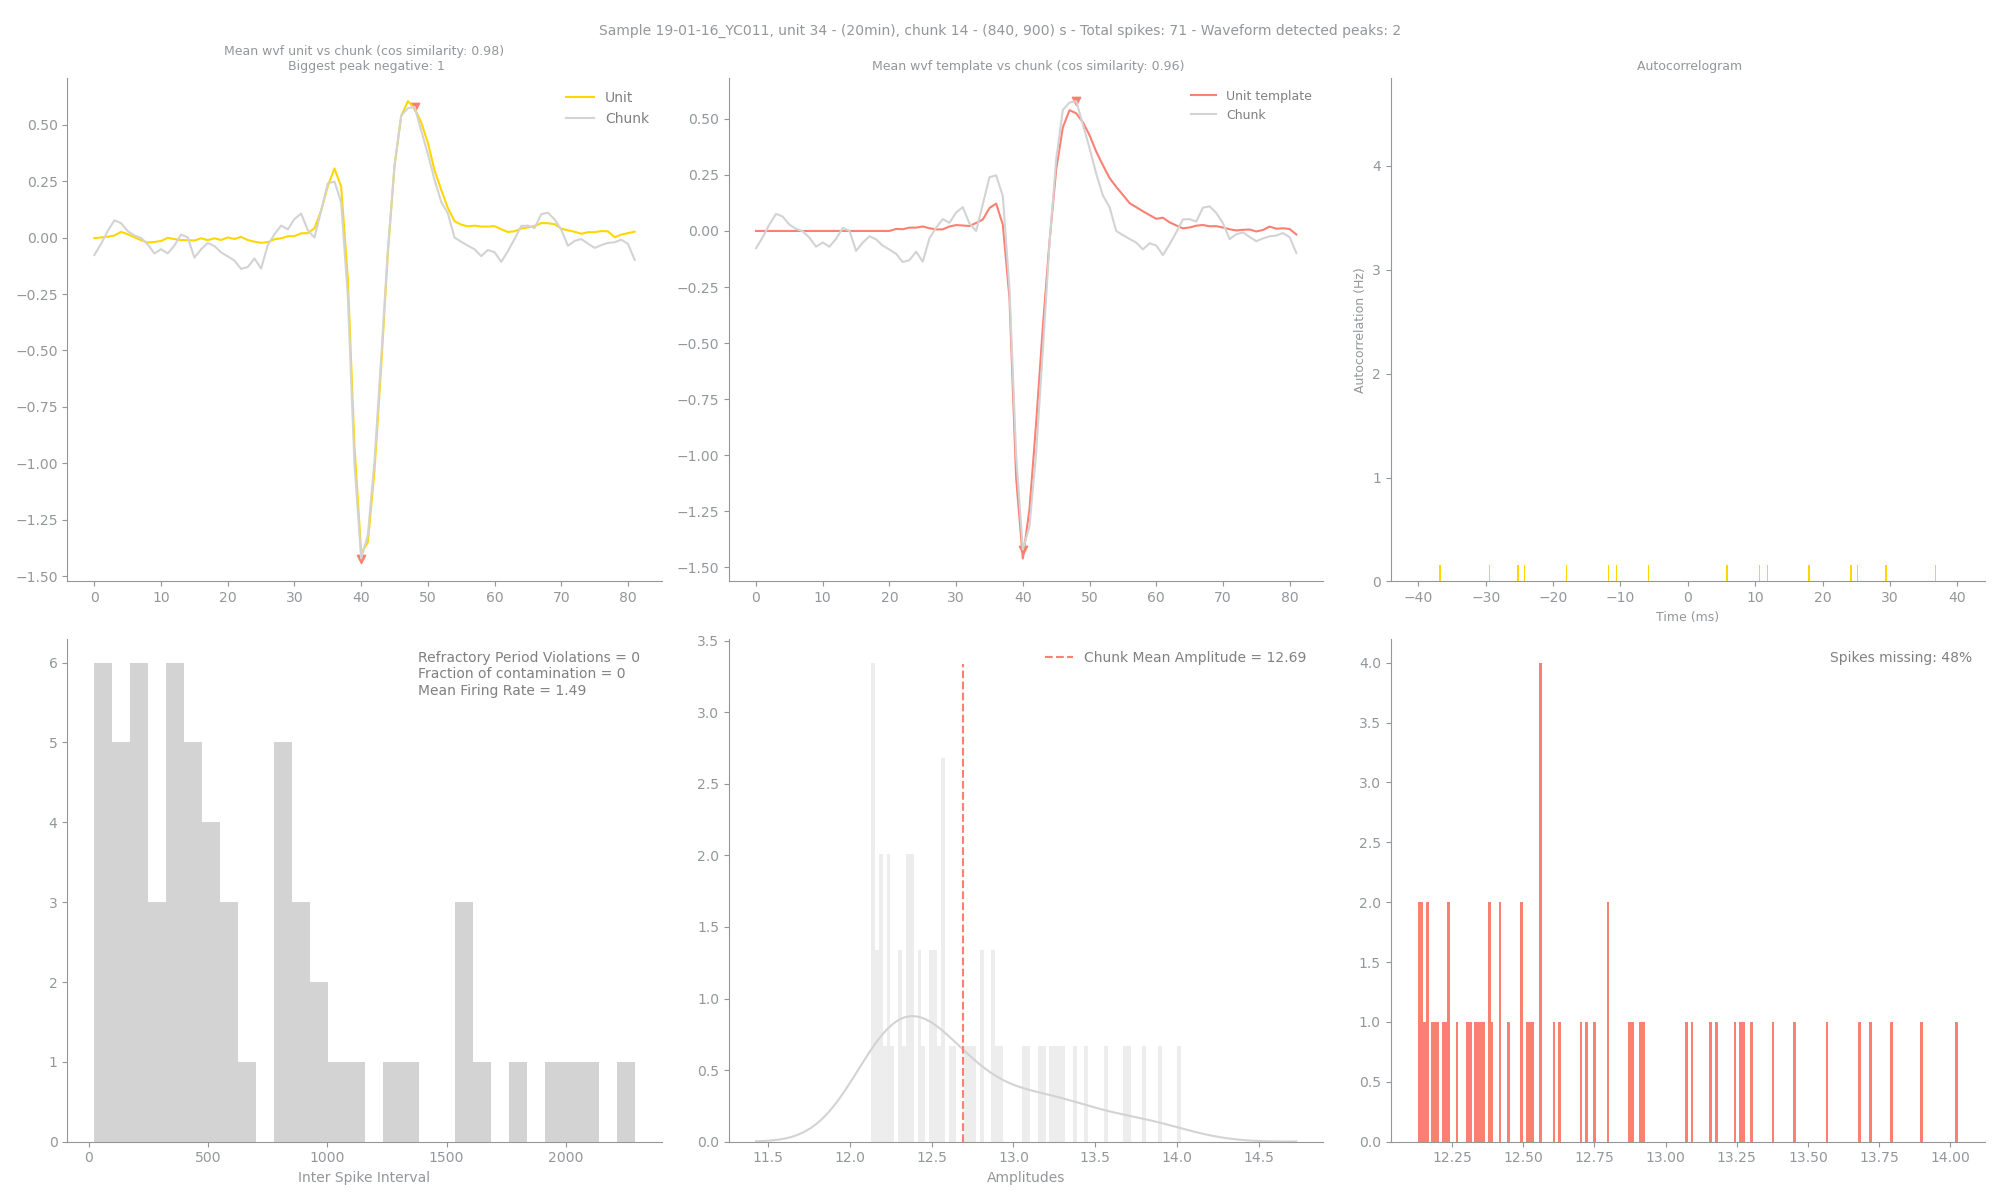 Sample 19-01-16_YC011, unit 34 - (20min), chunk 14 - (840, 900) s - Total spikes: 71 - Waveform detected peaks: 2
Mean wvf unit vs chunk (cos similarity: 0.98)
Biggest peak negative: 1
Unit
Chunk
0.50
0.25
0.00
−0.25
−0.50
−0.75
−1.00
−1.25
−1.50
0 10 20 30 40 50 60 70 80
Mean wvf template vs chunk (cos similarity: 0.96)
Unit template
Chunk
0.50
0.25
0.00
−0.25
−0.50
−0.75
−1.00
−1.25
−1.50
0 10 20 30 40 50 60 70 80
Autocorrelogram
Autocorrelation (Hz)
4
3
2
1
0
−40 −30 −20 −10 0 10 20 30 40
Time (ms)
Refractory Period Violations = 0
Fraction of contamination = 0
Mean Firing Rate = 1.49
6
5
4
3
2
1
0
0 500 1000 1500 2000
Inter Spike Interval
Chunk Mean Amplitude = 12.69
3.5
3.0
2.5
2.0
1.5
1.0
0.5
0.0
11.5 12.0 12.5 13.0 13.5 14.0 14.5
Amplitudes
Spikes missing: 48%
4.0
3.5
3.0
2.5
2.0
1.5
1.0
0.5
0.0
12.25 12.50 12.75 13.00 13.25 13.50 13.75 14.00